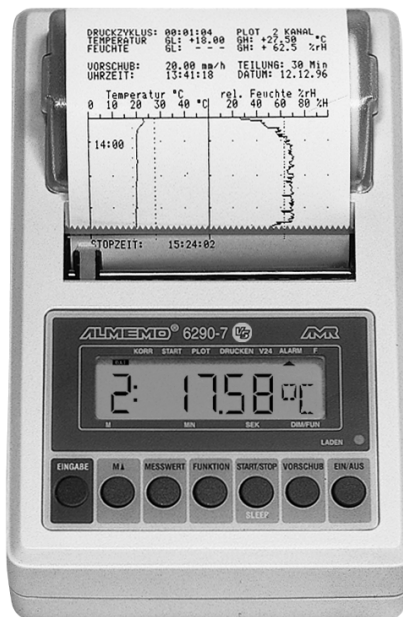 DRUCKZYKLUS: 00:01:04 PLOT 2 KANAL
TEMPERATUR GL: +18.00 GH: +27.50 °C
FEUCHTE GL: - - - GH: + 62.5 %rH
VORSCHUB: 20.00 mm/h TEILUNG: 30 Min
UHRZEIT: 13:41:18 DATUM: 12.12.96
Temperatur °C rel. Feuchte %rH
0 10 20 30 40 °C 20 40 60 80 %H
14:00
STOPZEIT: 15:24:02
ALMEMO® 6290-7 AMR
KORR START PLOT DRUCKEN V24 ALARM F
2: 17.58 °C
M MIN SEK DIM/FUN
LADEN
EINGABE M▲ MESSWERT FUNKTION START/STOP VORSCHUB EIN/AUS
SLEEP